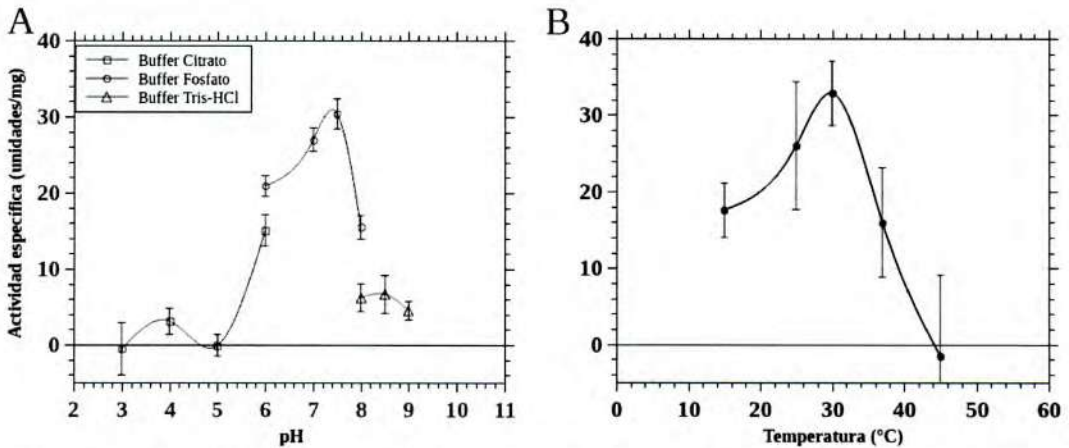 A
Actividad específica (unidades/mg)
40
30
20
10
0
Buffer Citrato
Buffer Fosfato
Buffer Tris-HCl
2 3 4 5 6 7 8 9 10 11
pH
B
40
30
20
10
0
0 10 20 30 40 50 60
Temperatura (°C)